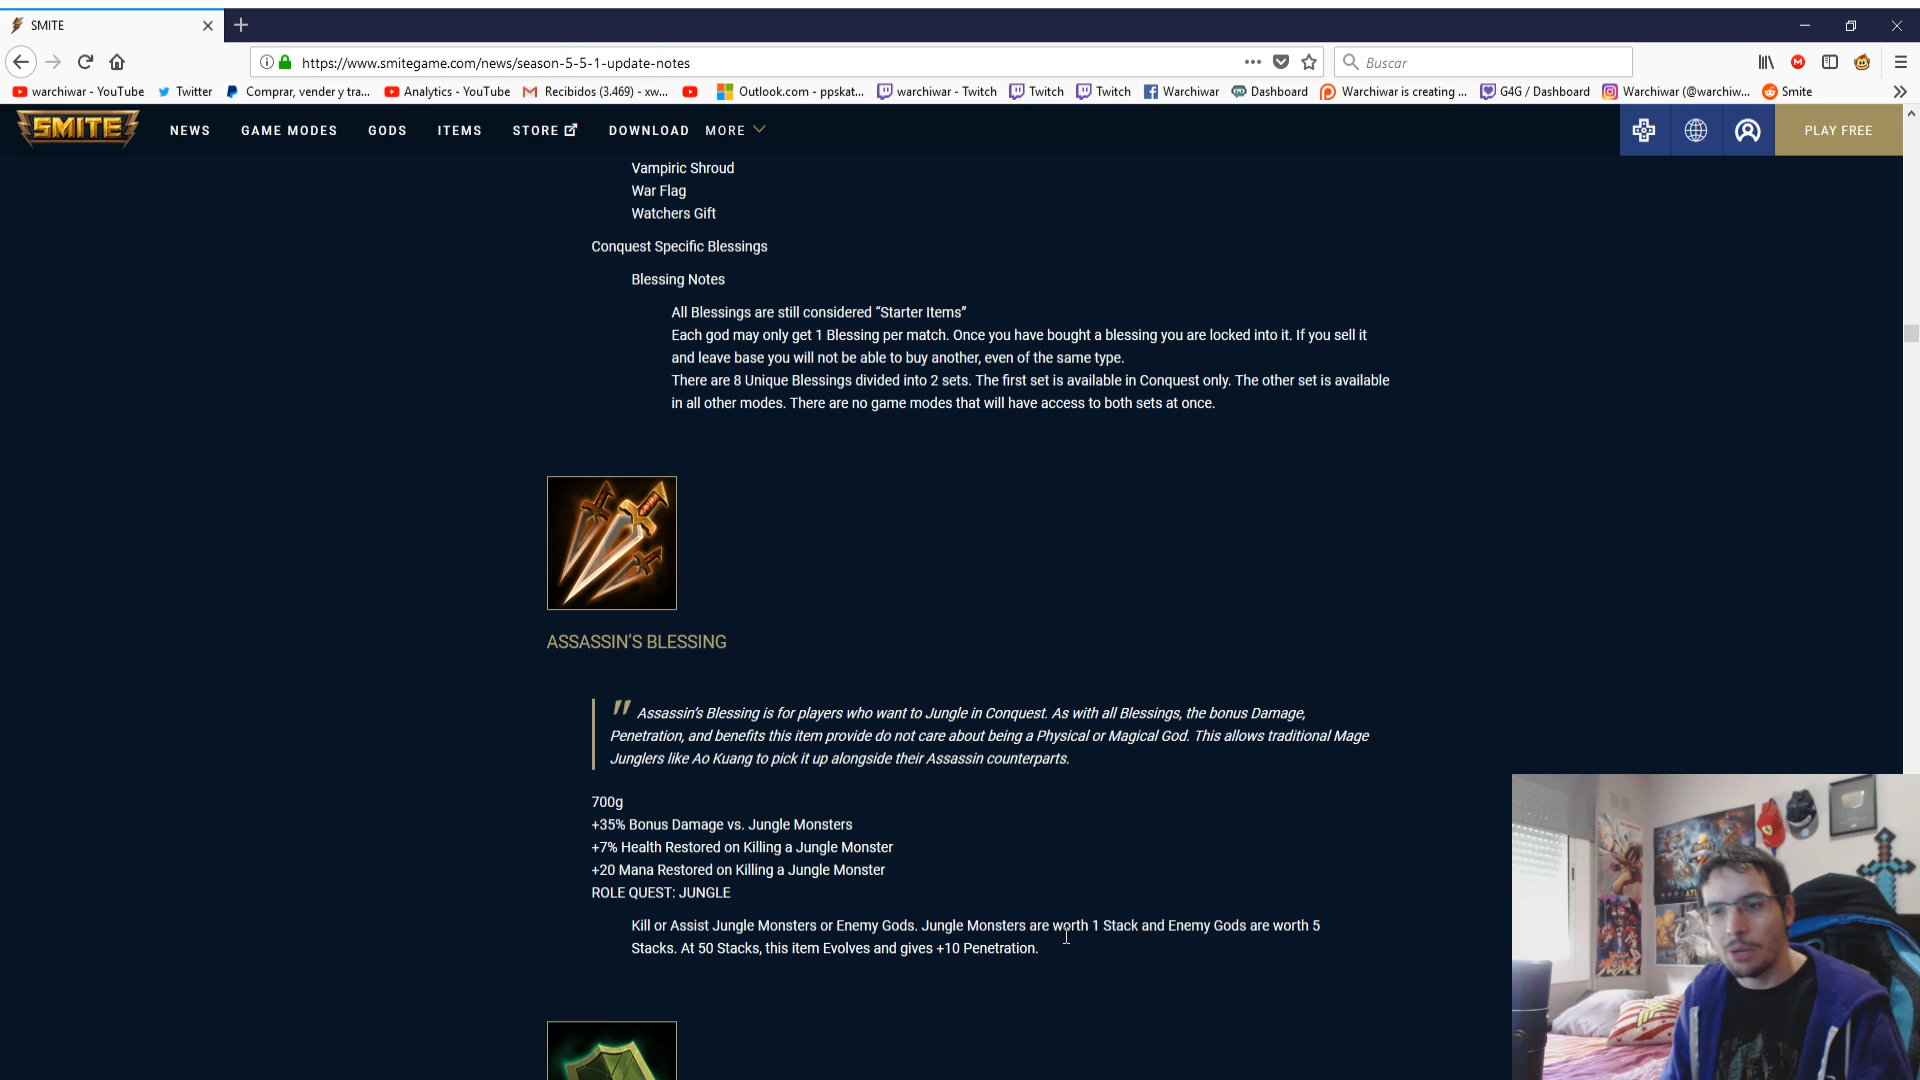 SMITE
https://www.smitegame.com/news/season-5-5-1-update-notes
Buscar
warchiwar - YouTube
Twitter
Comprar, vender y tra...
Analytics - YouTube
Recibidos (3.469) - xw...
Outlook.com - ppskat...
warchiwar - Twitch
Twitch
Twitch
Warchiwar
Dashboard
Warchiwar is creating ...
G4G / Dashboard
Warchiwar (@warchiw...
Smite
SMITE
NEWS
GAME MODES
GODS
ITEMS
STORE
DOWNLOAD
MORE
PLAY FREE
Vampiric Shroud
War Flag
Watchers Gift
Conquest Specific Blessings
Blessing Notes
All Blessings are still considered “Starter Items”
Each god may only get 1 Blessing per match. Once you have bought a blessing you are locked into it. If you sell it
and leave base you will not be able to buy another, even of the same type.
There are 8 Unique Blessings divided into 2 sets. The first set is available in Conquest only. The other set is available
in all other modes. There are no game modes that will have access to both sets at once.
ASSASSIN’S BLESSING
" Assassin’s Blessing is for players who want to Jungle in Conquest. As with all Blessings, the bonus Damage,
Penetration, and benefits this item provide do not care about being a Physical or Magical God. This allows traditional Mage
Junglers like Ao Kuang to pick it up alongside their Assassin counterparts.
700g
+35% Bonus Damage vs. Jungle Monsters
+7% Health Restored on Killing a Jungle Monster
+20 Mana Restored on Killing a Jungle Monster
ROLE QUEST: JUNGLE
Kill or Assist Jungle Monsters or Enemy Gods. Jungle Monsters are worth 1 Stack and Enemy Gods are worth 5
Stacks. At 50 Stacks, this item Evolves and gives +10 Penetration.